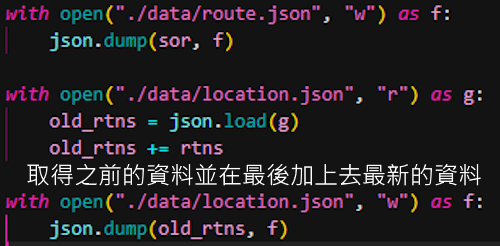 with open("./data/route.json", "w") as f:
json.dump(sor, f)
with open("./data/location.json", "r") as g:
old_rtns = json.load(g)
old_rtns += rtns
取得之前的資料並在最後加上去最新的資料
with open("./data/location.json", "w") as f:
json.dump(old_rtns, f)